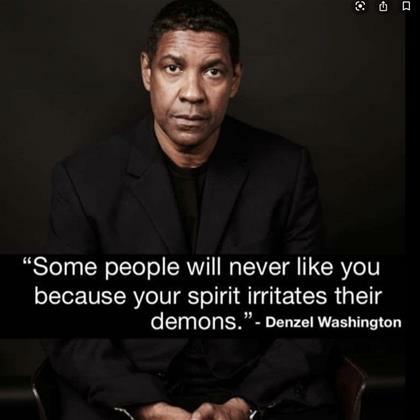 “Some people will never like you
because your spirit irritates their
demons.” - Denzel Washington